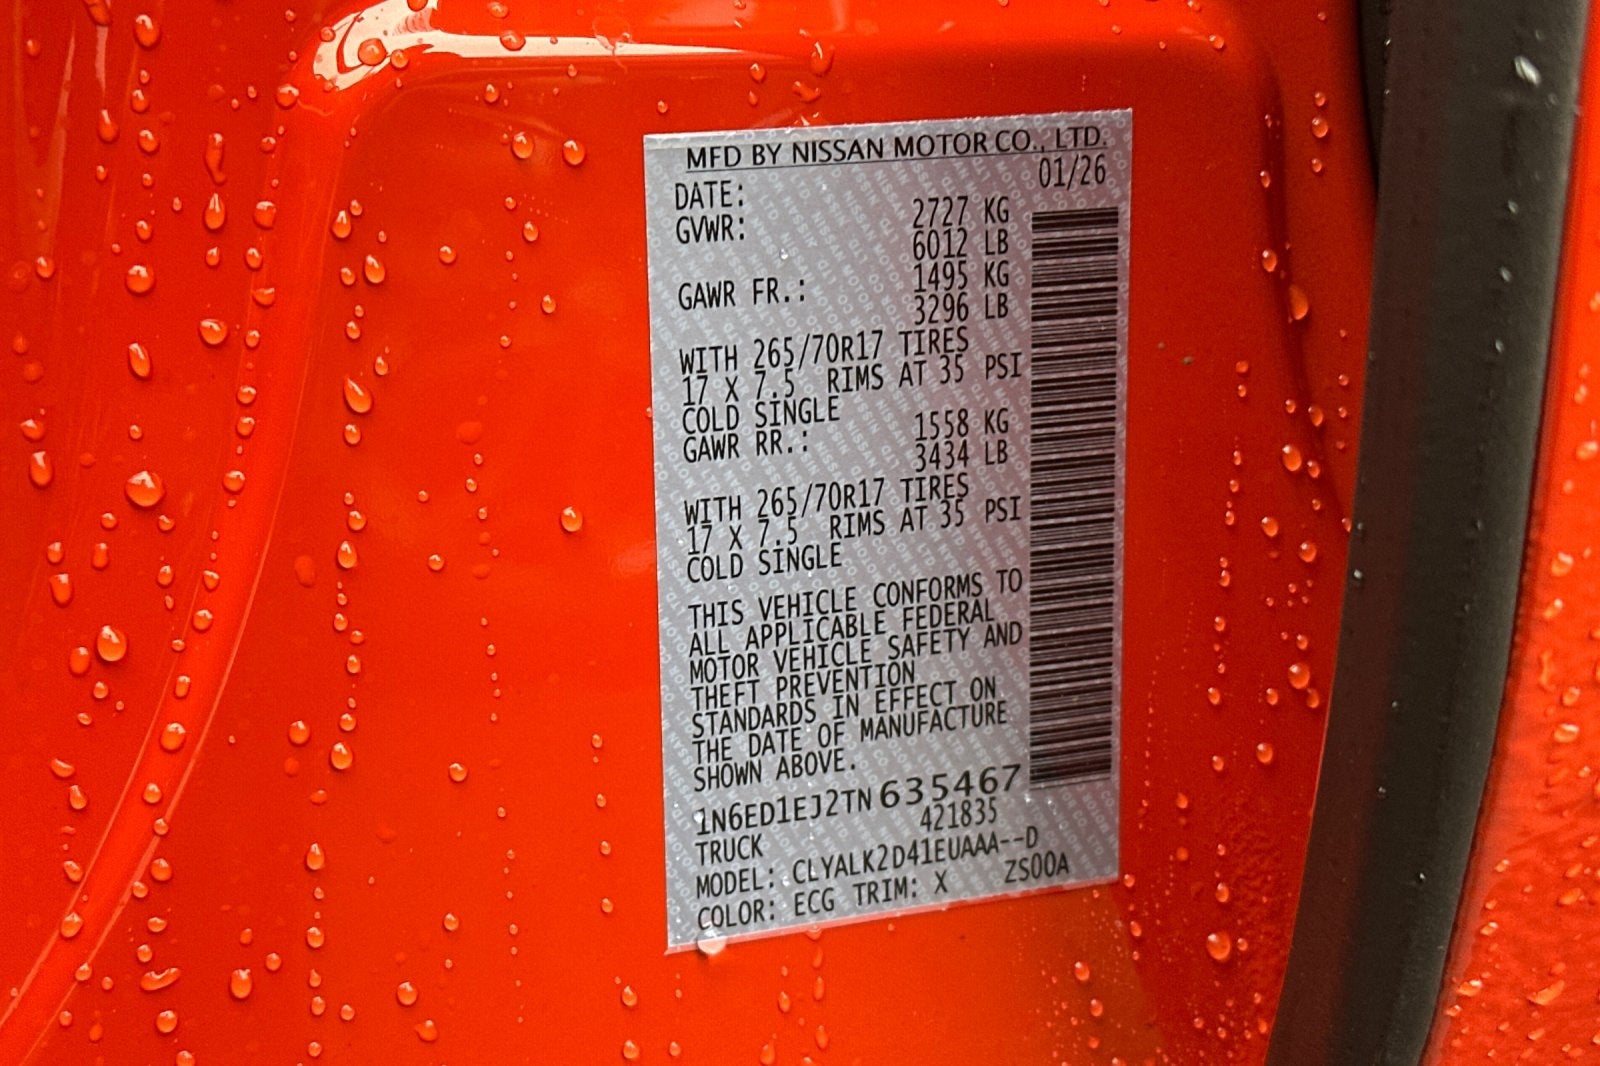 MFD BY NISSAN MOTOR CO., LTD.
DATE: 01/26
GVWR: 2727 KG
6012 LB
GAWR FR.: 1495 KG
3296 LB
WITH 265/70R17 TIRES
17 X 7.5 RIMS AT 35 PSI
COLD SINGLE
GAWR RR.: 1558 KG
3434 LB
WITH 265/70R17 TIRES
17 X 7.5 RIMS AT 35 PSI
COLD SINGLE
THIS VEHICLE CONFORMS TO
ALL APPLICABLE FEDERAL
MOTOR VEHICLE SAFETY AND
THEFT PREVENTION
STANDARDS IN EFFECT ON
THE DATE OF MANUFACTURE
SHOWN ABOVE.
1N6ED1EJ2TN635467
TRUCK 421835
MODEL: CLYALK2D41EUAAA--D
COLOR: ECG TRIM: X ZS00A